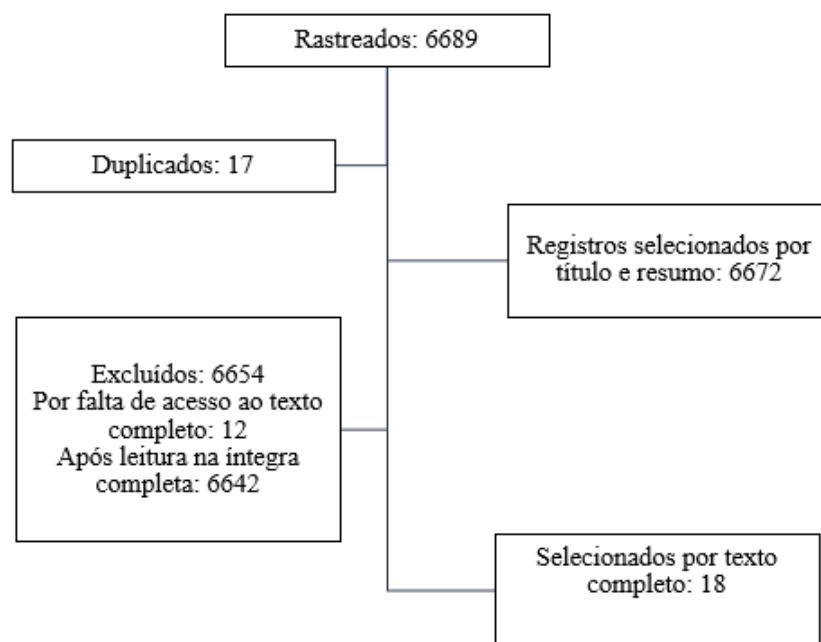 Rastreados: 6689
Duplicados: 17
Registros selecionados por
título e resumo: 6672
Excluídos: 6654
Por falta de acesso ao texto
completo: 12
Após leitura na íntegra
completa: 6642
Selecionados por texto
completo: 18